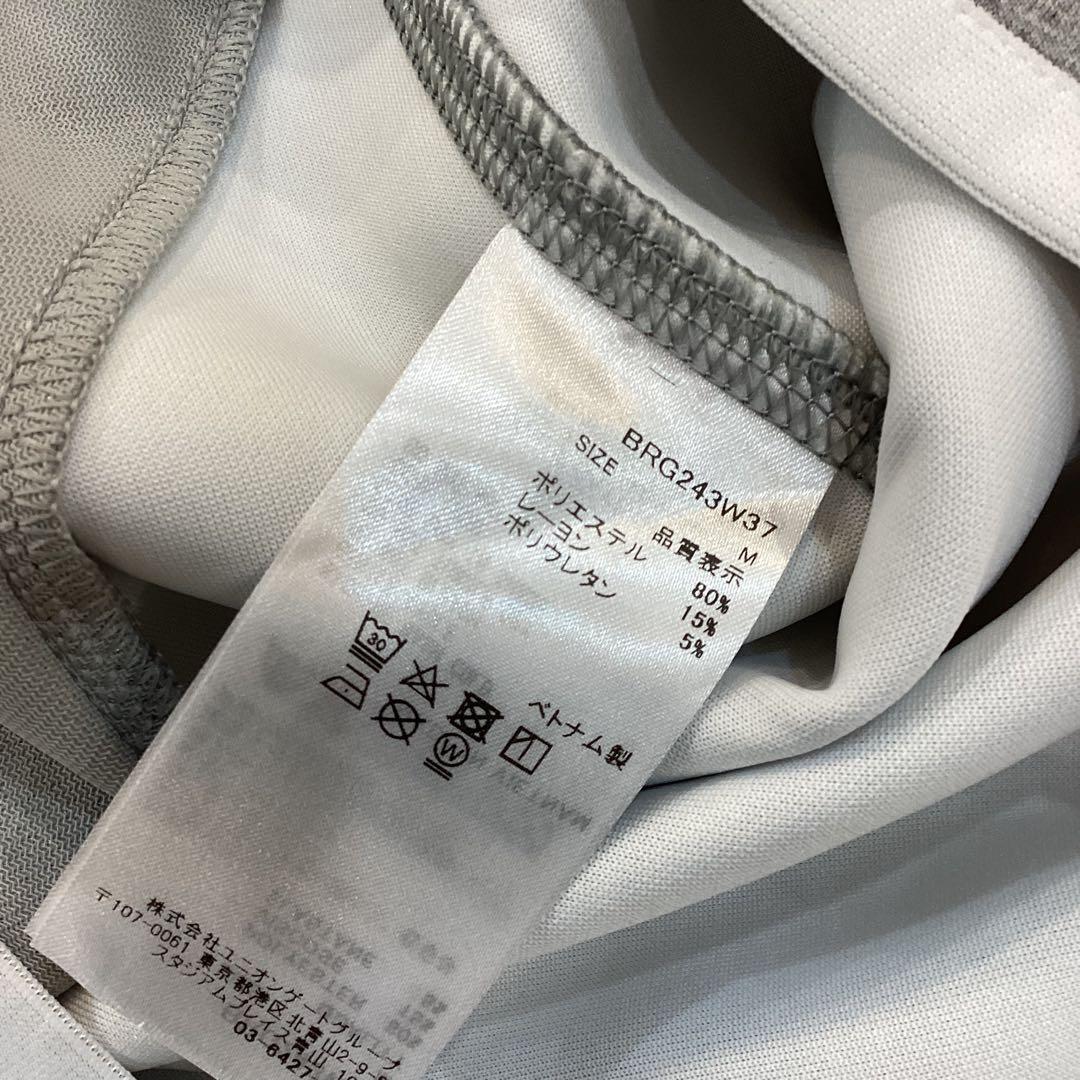 BRG243W37
SIZE M
品質表示
ポリエステル 80%
レーヨン 15%
ポリウレタン 5%
30
W
ベトナム製
株式会社ユニオンゲートグループ
〒107-0061 東京都港区北青山2-9-
スタジアムプレイス青山
03-6427-